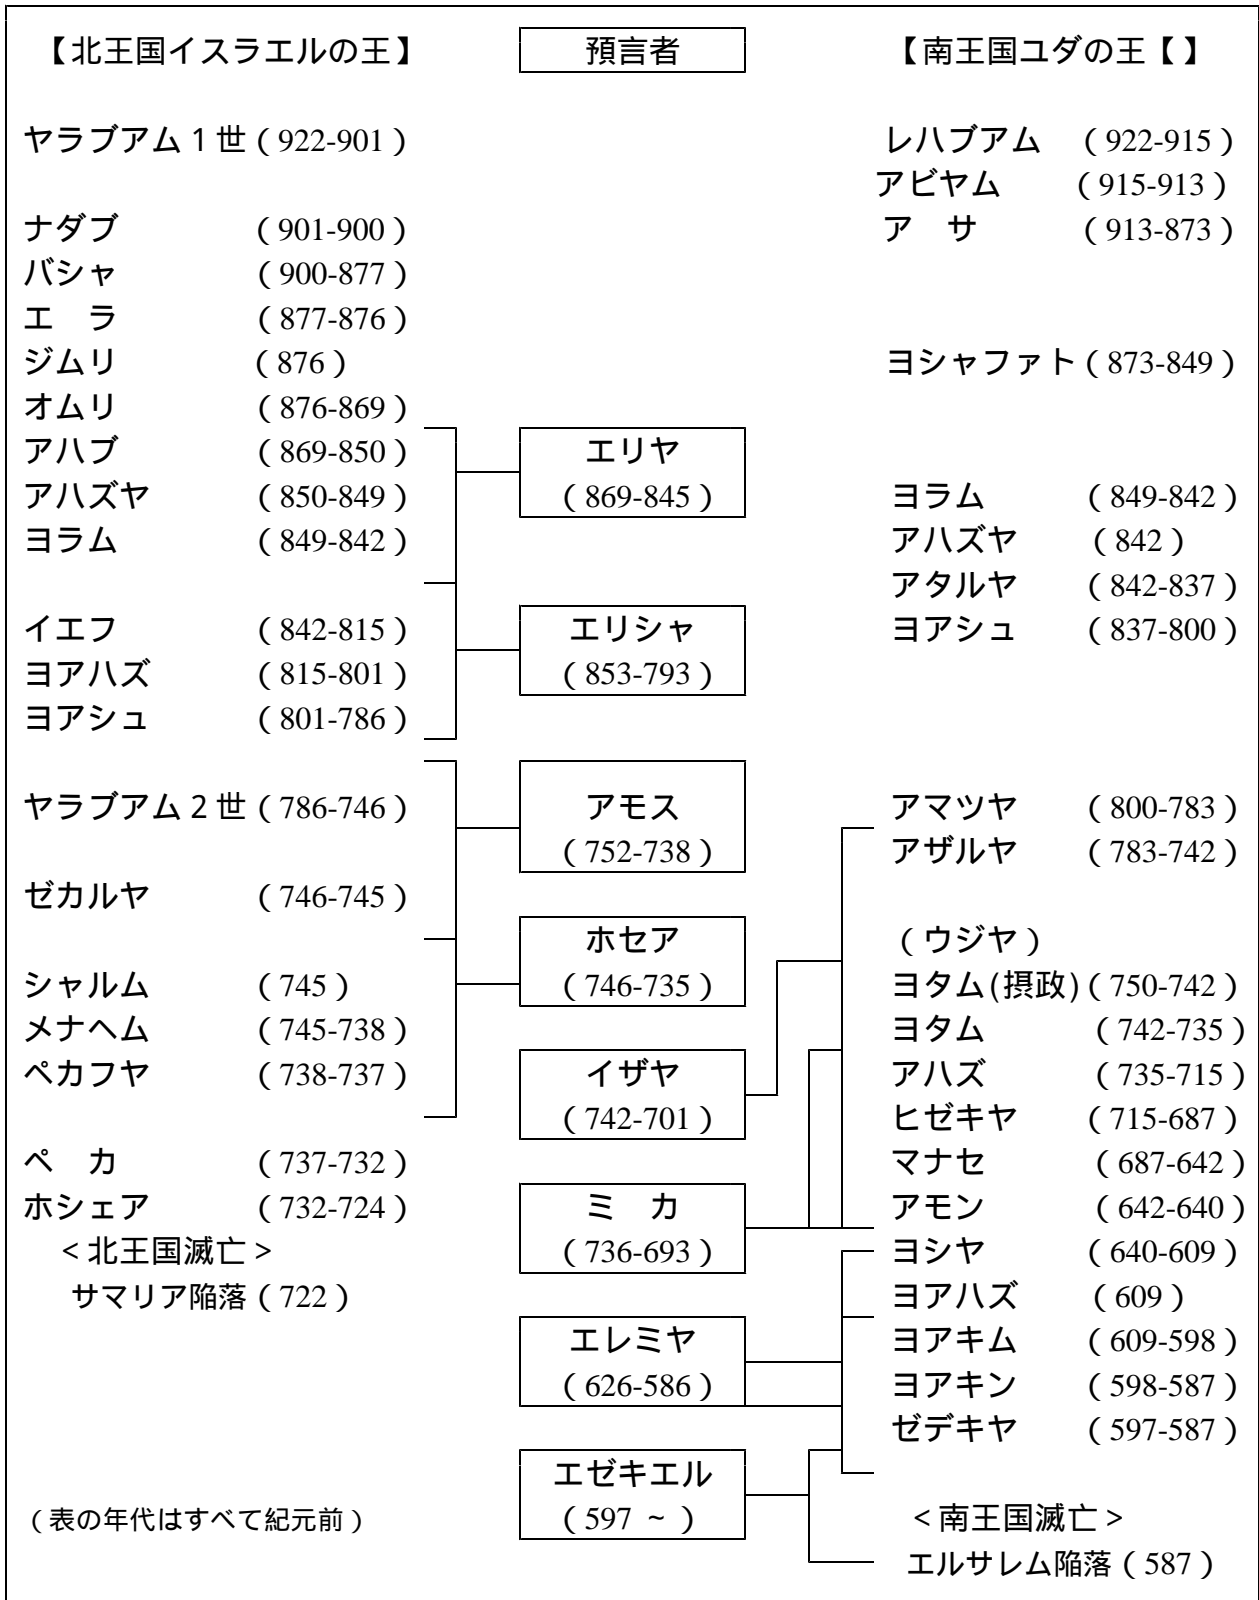 【北王国イスラエルの王】 預言者 【南王国ユダの王【 】
ヤラブアム1世(922-901) レハブアム (922-915)
アビヤム (915-913)
ナダブ (901-900) ア サ (913-873)
バシャ (900-877)
エ ラ (877-876)
ジムリ (876) ヨシャファト(873-849)
オムリ (876-869)
アハブ (869-850) エリヤ
アハズヤ (850-849) (869-845) ヨラム (849-842)
ヨラム (849-842) アハズヤ (842)
アタルヤ (842-837)
イエフ (842-815) エリシャ ヨアシュ (837-800)
ヨアハズ (815-801) (853-793)
ヨアシュ (801-786)
ヤラブアム2世(786-746) アモス アマツヤ (800-783)
(752-738) アザルヤ (783-742)
ゼカルヤ (746-745)
ホセア (ウジヤ)
シャルム (745) (746-735) ヨタム(摂政)(750-742)
メナヘム (745-738) ヨタム (742-735)
ペカフヤ (738-737) イザヤ アハズ (735-715)
(742-701) ヒゼキヤ (715-687)
ペ カ (737-732) マナセ (687-642)
ホシェア (732-724) ミ カ アモン (642-640)
<北王国滅亡> (736-693) ヨシヤ (640-609)
サマリア陥落(722) ヨアハズ (609)
エレミヤ ヨアキム (609-598)
(626-586) ヨアキン (598-587)
ゼデキヤ (597-587)
エゼキエル
(表の年代はすべて紀元前) (597 ~ ) <南王国滅亡>
エルサレム陥落(587)